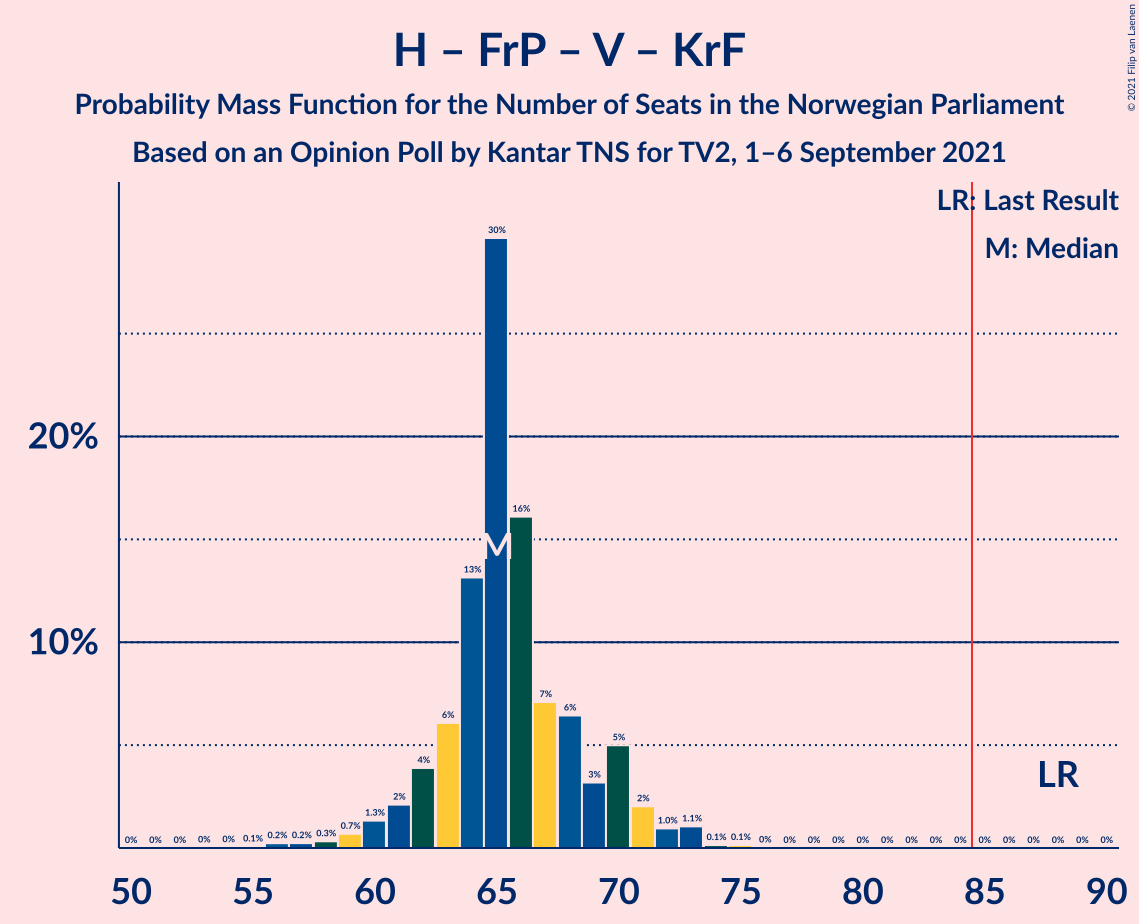 H – FrP – V – KrF
Probability Mass Function for the Number of Seats in the Norwegian Parliament
Based on an Opinion Poll by Kantar TNS for TV2, 1–6 September 2021
© 2021 Filip van Laenen
LR: Last Result
M: Median
20%
10%
0% 0% 0% 0% 0% 0.1% 0.2% 0.2% 0.3% 0.7% 1.3% 2% 4% 6% 13% 30% 16% 7% 6% 3% 5% 2% 1.0% 1.1% 0.1% 0.1% 0% 0% 0% 0% 0% 0% 0% 0% 0% 0% 0% 0% 0% 0% 0%
M
LR
50 55 60 65 70 75 80 85 90